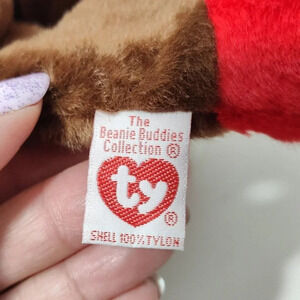 The
Beanie Buddies
Collection ®
ty ®
SHELL 100% TYLON